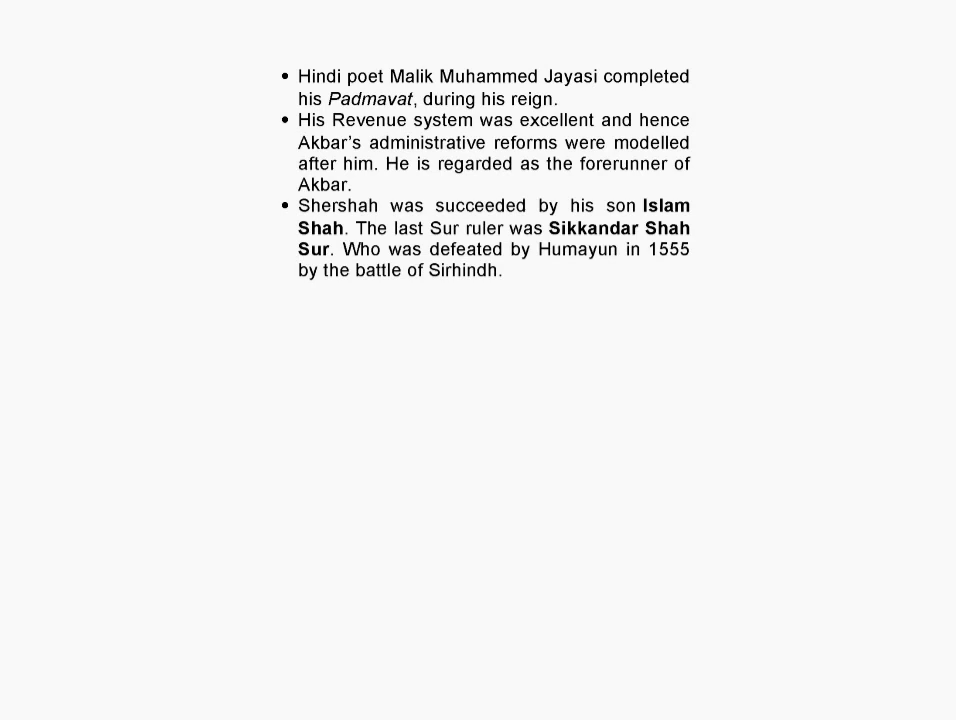 • Hindi poet Malik Muhammed Jayasi completed
his Padmavat, during his reign.
• His Revenue system was excellent and hence
Akbar’s administrative reforms were modelled
after him. He is regarded as the forerunner of
Akbar.
• Shershah was succeeded by his son Islam
Shah. The last Sur ruler was Sikkandar Shah
Sur. Who was defeated by Humayun in 1555
by the battle of Sirhindh.